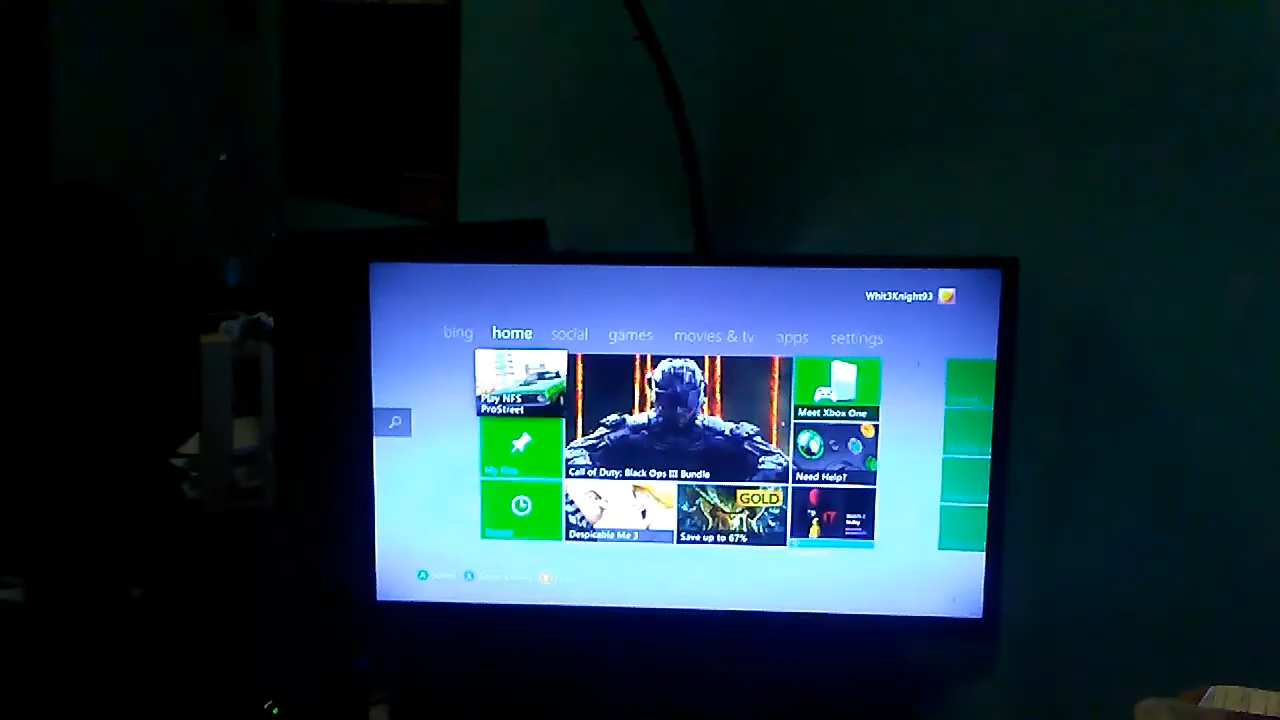 Whit3Knight93
bing home social games movies & tv apps settings
Play NFS
ProStreet
Call of Duty: Black Ops III Bundle
Meet Xbox One
Need Help?
Despicable Me 3
GOLD
Save up to 67%
IT